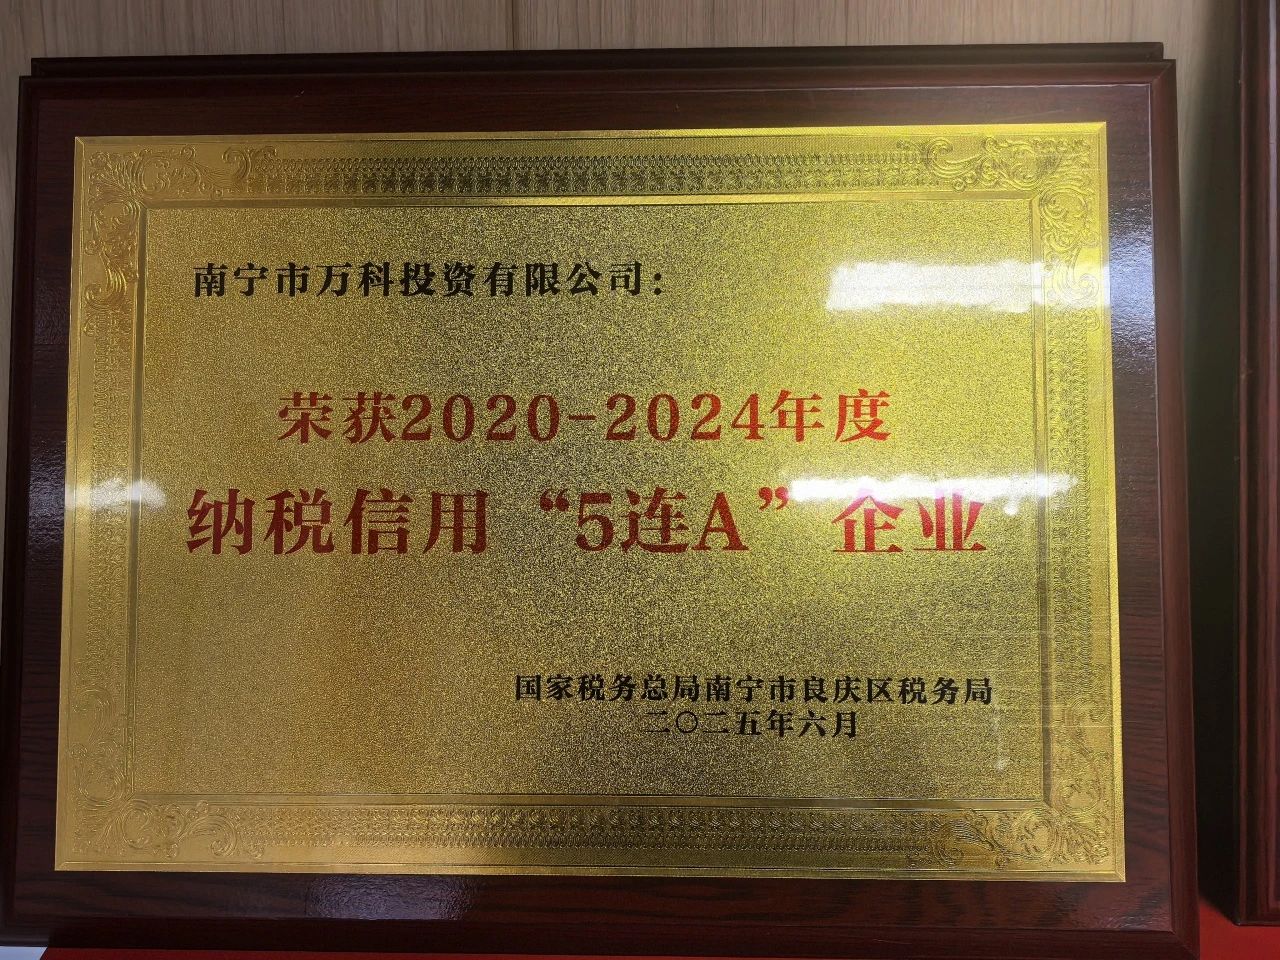 南宁市万科投资有限公司：
荣获2020-2024年度
纳税信用“5连A”企业
国家税务总局南宁市良庆区税务局
二〇二五年六月